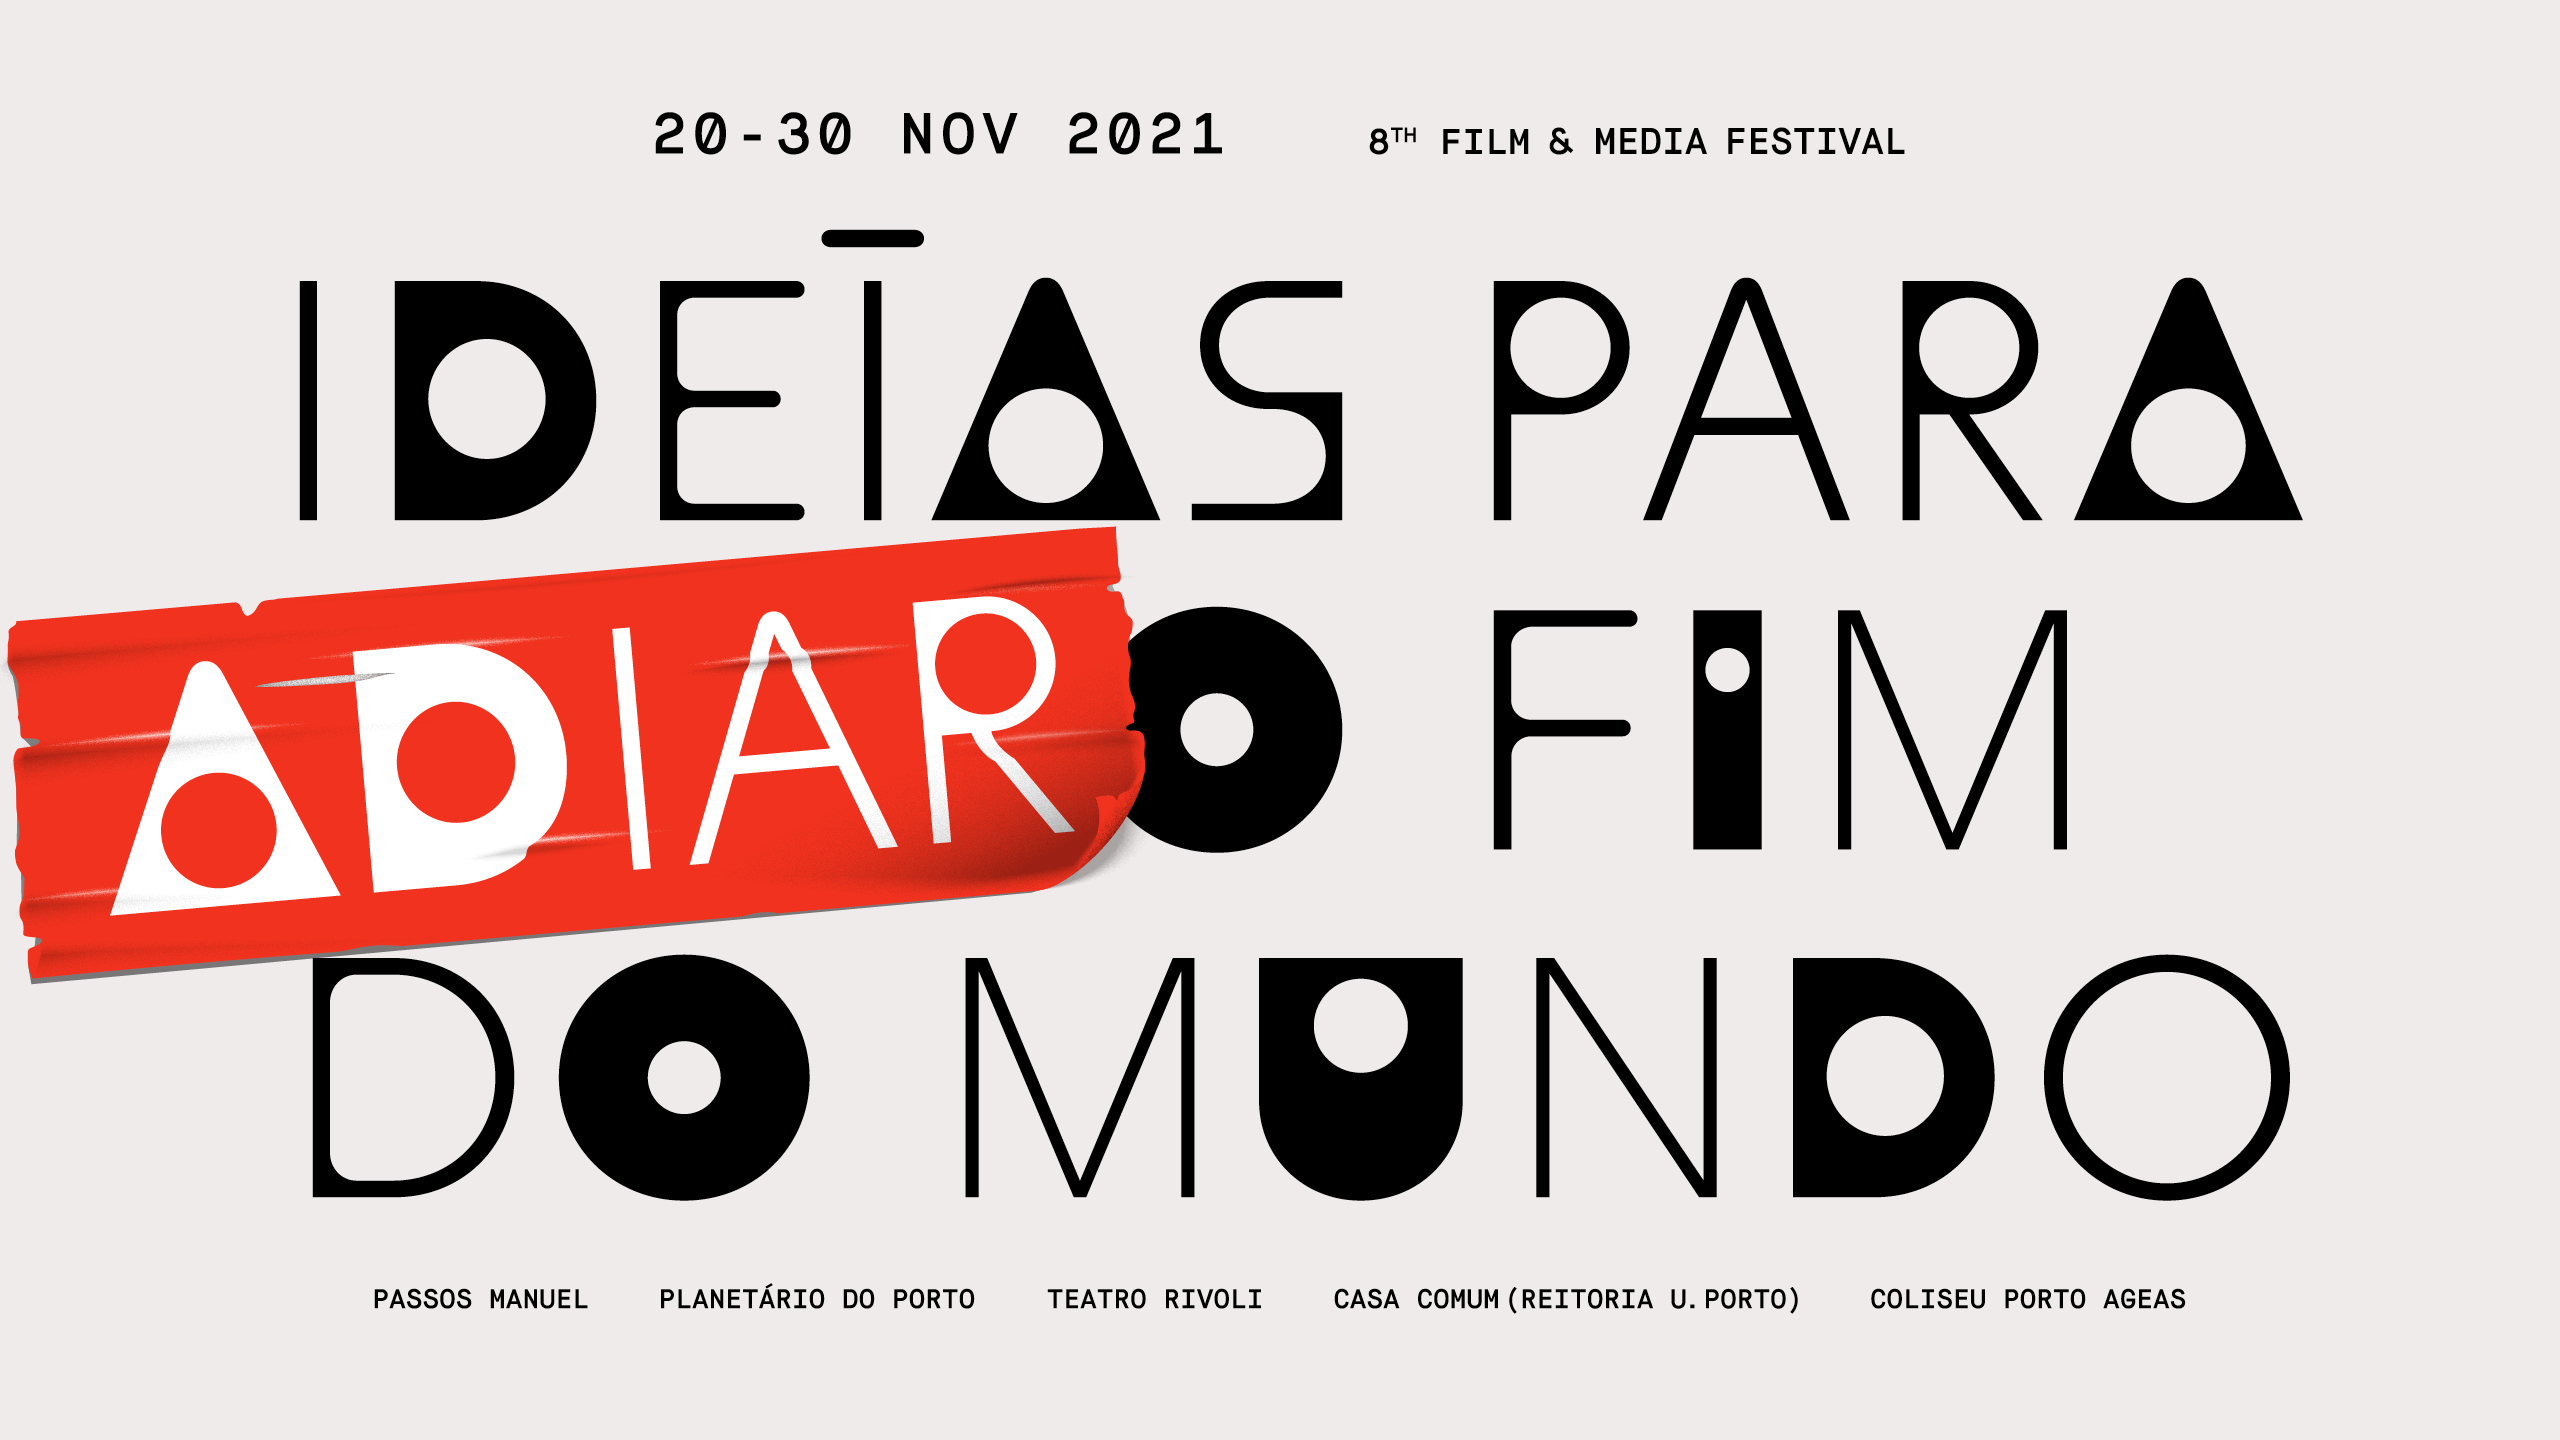 20-30 NOV 2021 8TH FILM & MEDIA FESTIVAL
IDEĪAS PARA
ADIAR O FIM
DO MUNDO
PASSOS MANUEL PLANETÁRIO DO PORTO TEATRO RIVOLI CASA COMUM (REITORIA U. PORTO) COLISEU PORTO AGEAS